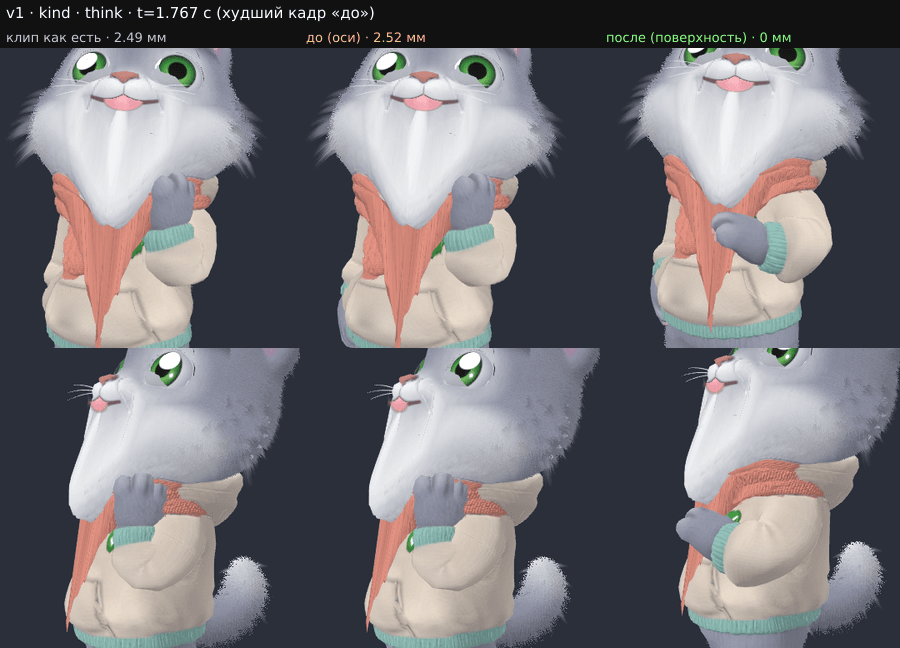 v1 · kind · think · t=1.767 с (худший кадр «до»)
клип как есть · 2.49 мм
до (оси) · 2.52 мм
после (поверхность) · 0 мм